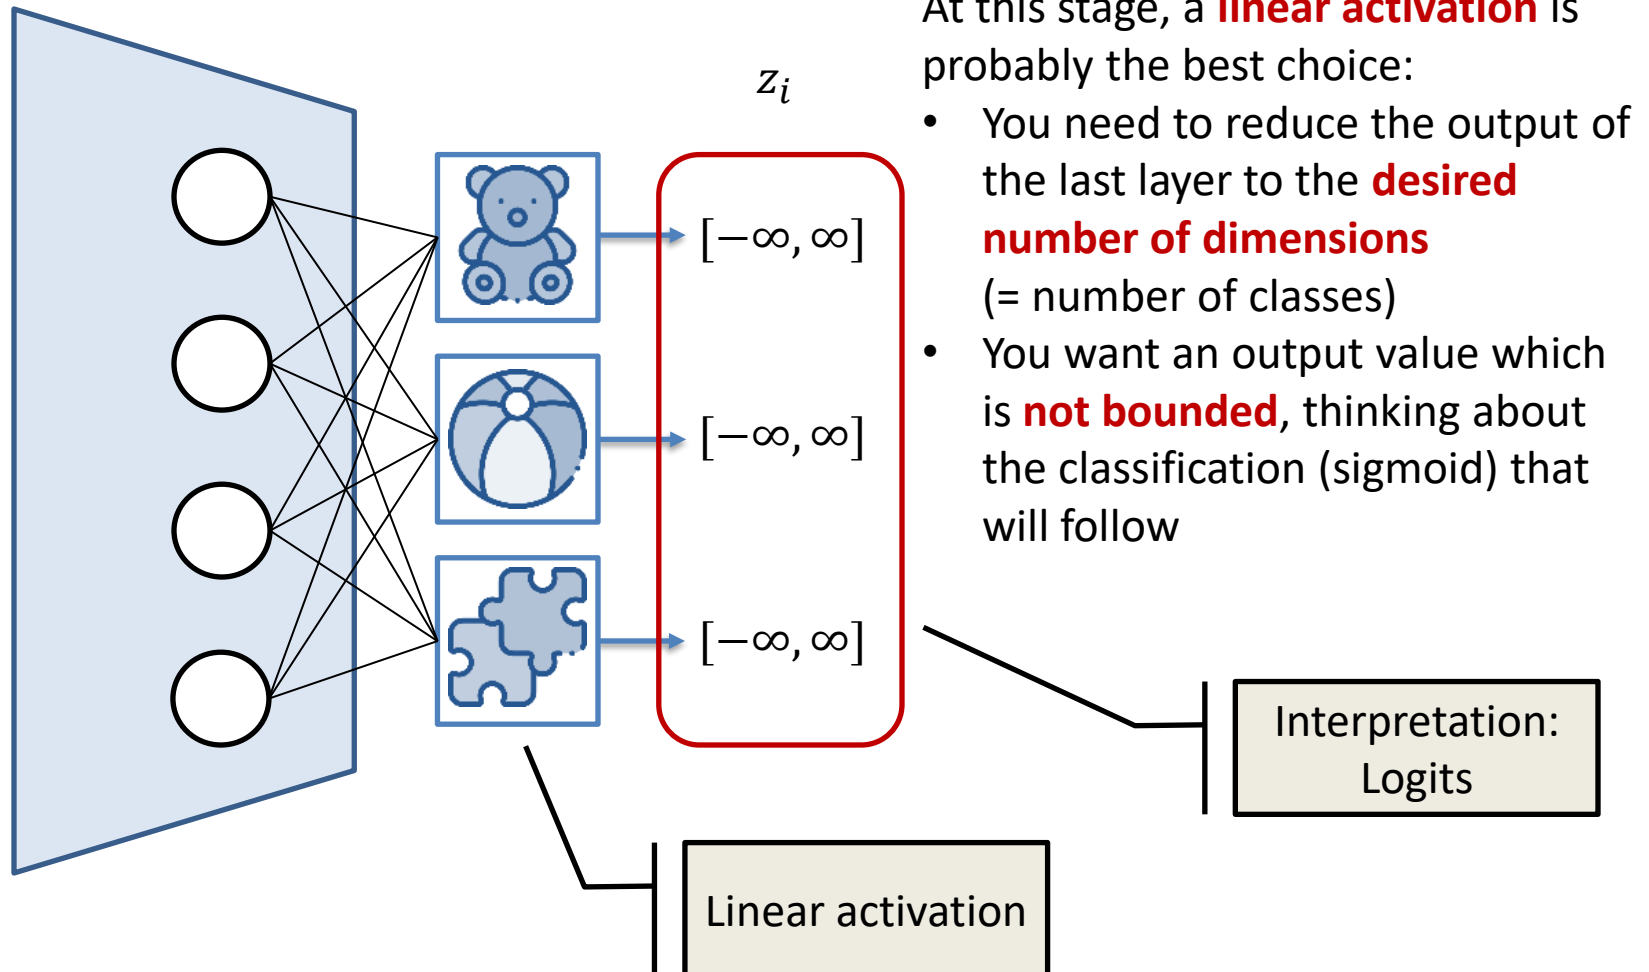 At this stage, a linear activation is
probably the best choice:
• You need to reduce the output of
the last layer to the desired
number of dimensions
(= number of classes)
• You want an output value which
is not bounded, thinking about
the classification (sigmoid) that
will follow
z_i
[−∞, ∞]
[−∞, ∞]
[−∞, ∞]
Interpretation:
Logits
Linear activation